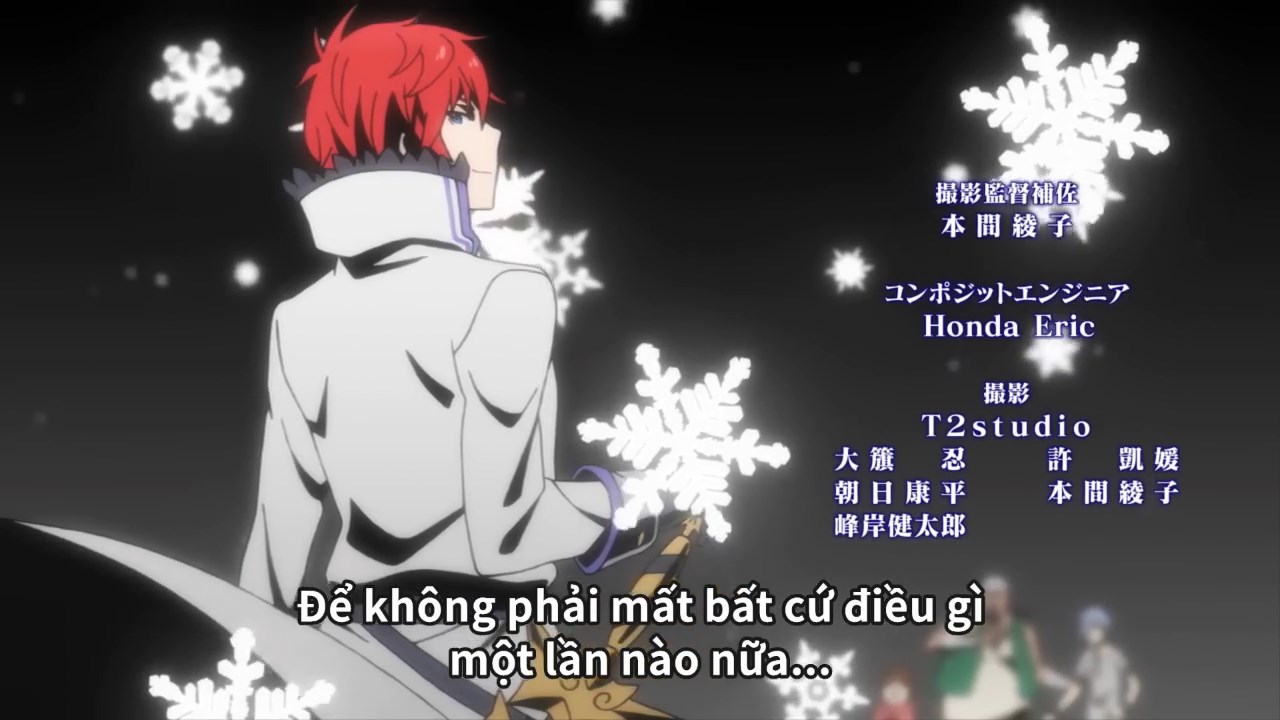 撮影監督補佐
本間綾子
コンポジットエンジニア
Honda Eric
撮影
T2studio
大籏 忍 許 凱媛
朝日康平 本間綾子
峰岸健太郎
Để không phải mất bất cứ điều gì
một lần nào nữa...